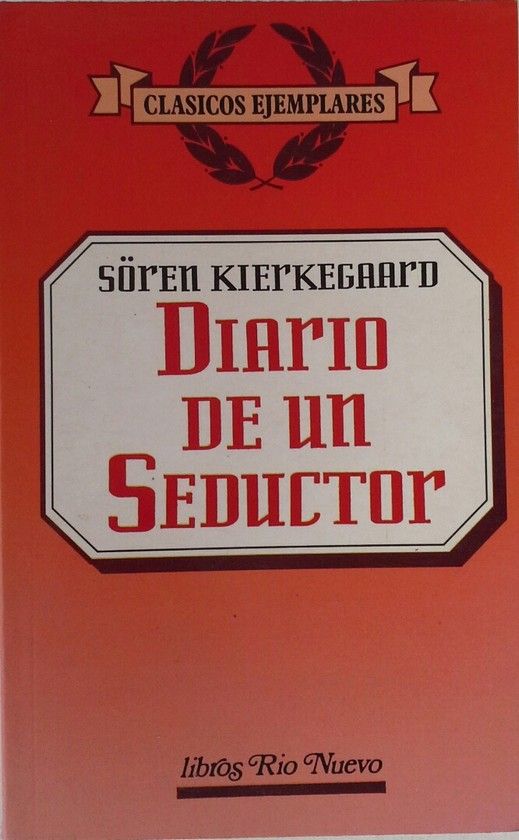 CLASICOS EJEMPLARES
SÖREN KIERKEGAARD
DIARIO
DE UN
SEDUCTOR
libros Rio Nuevo